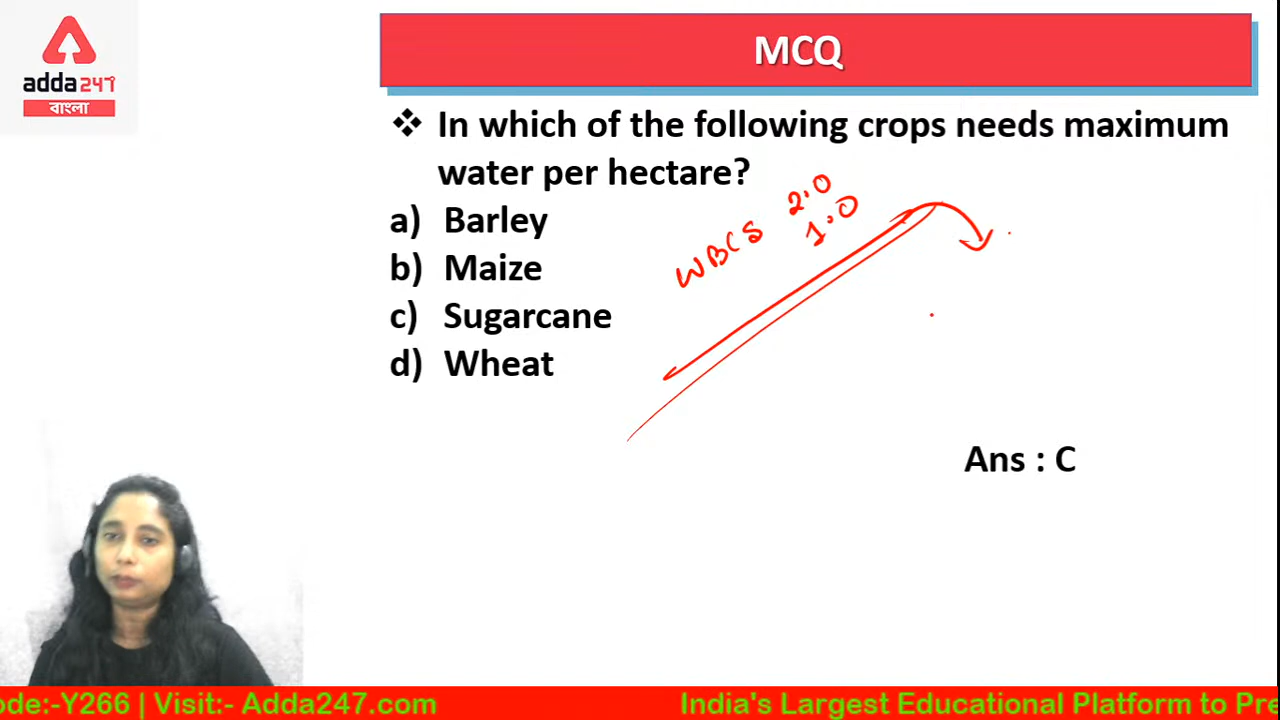 adda247
বাংলা
MCQ
❖ In which of the following crops needs maximum
water per hectare?
a) Barley
b) Maize
c) Sugarcane
d) Wheat
WBCS 2.0
1.0
Ans : C
ode:-Y266 | Visit:- Adda247.com
India's Largest Educational Platform to Pre